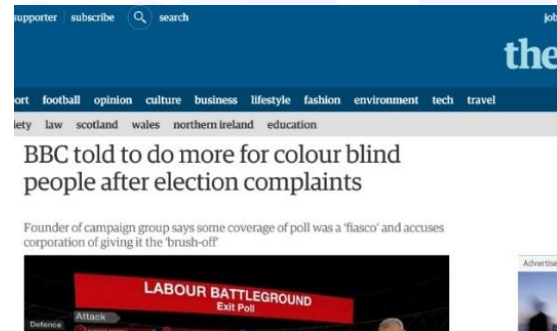 supporter subscribe search job
the
ort football opinion culture business lifestyle fashion environment tech travel
iety law scotland wales northern ireland education
BBC told to do more for colour blind
people after election complaints
Founder of campaign group says some coverage of poll was a 'fiasco' and accuses
corporation of giving it the 'brush-off'
Advertise
LABOUR BATTLEGROUND
Exit Poll
Attack
Defence